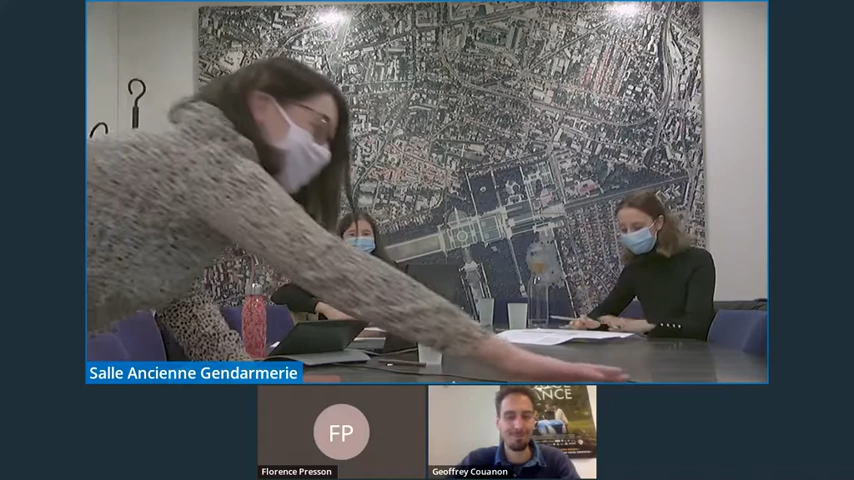 Salle Ancienne Gendarmerie
FP
ANCE
Florence Presson
Geoffrey Couanon